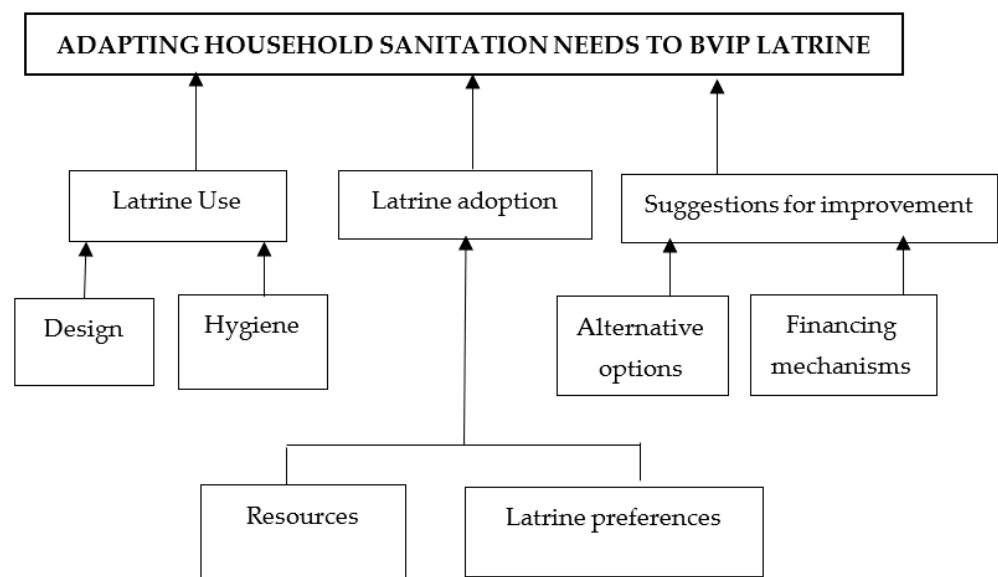 ADAPTING HOUSEHOLD SANITATION NEEDS TO BVIP LATRINE
Latrine Use
Latrine adoption
Suggestions for improvement
Design
Hygiene
Alternative
options
Financing
mechanisms
Resources
Latrine preferences